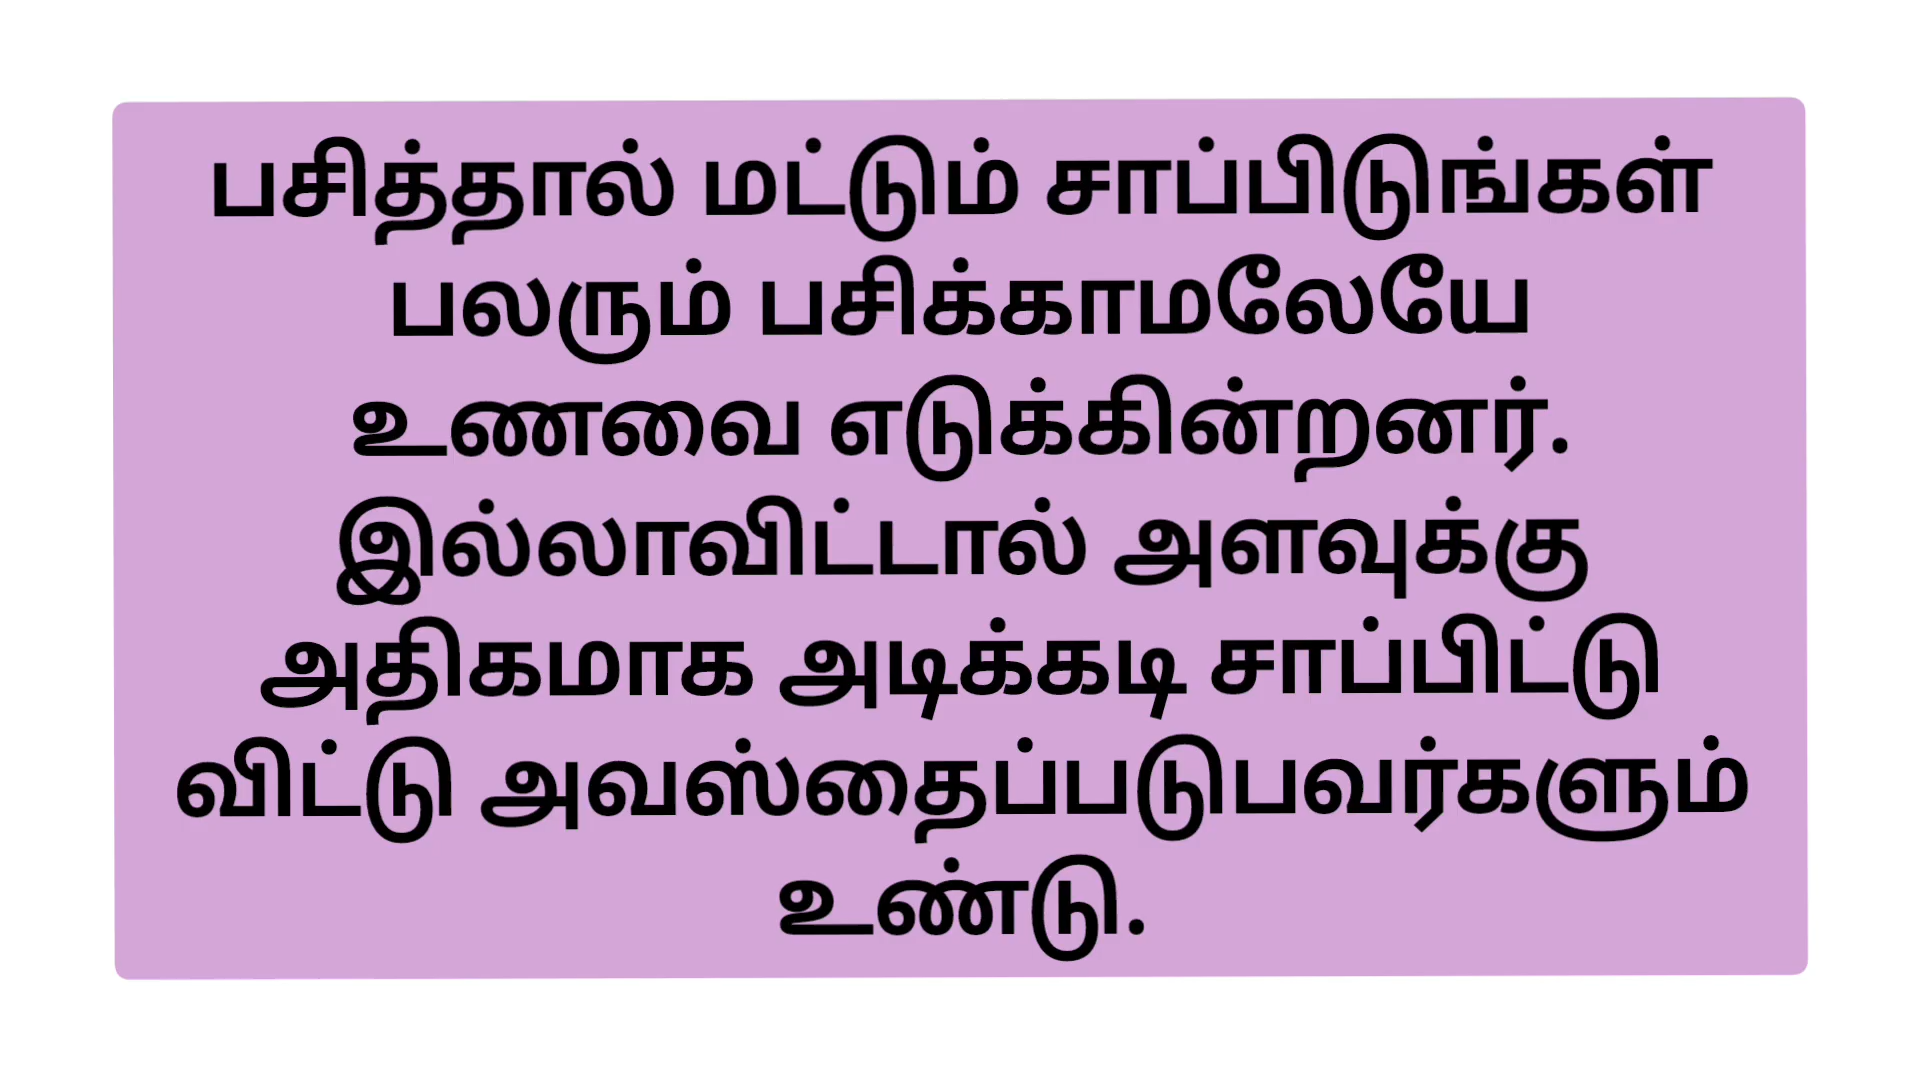 பசித்தால் மட்டும் சாப்பிடுங்கள்
பலரும் பசிக்காமலேயே
உணவை எடுக்கின்றனர்.
இல்லாவிட்டால் அளவுக்கு
அதிகமாக அடிக்கடி சாப்பிட்டு
விட்டு அவஸ்தைப்படுபவர்களும்
உண்டு.